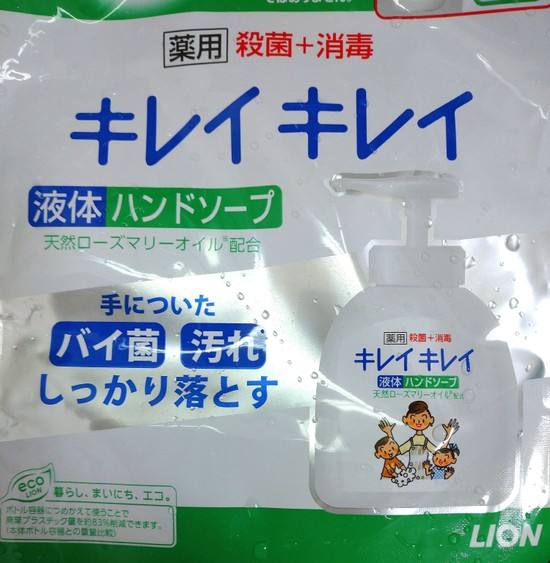 ではありません。
薬用 殺菌+消毒
キレイキレイ
液体ハンドソープ
天然ローズマリーオイル※配合
手についた
バイ菌 汚れ
しっかり落とす
薬用 殺菌+消毒
キレイキレイ
液体ハンドソープ
天然ローズマリーオイル※配合
eco
LION
暮らし、まいにち、エコ。
ボトル容器につめかえて使うことで
廃棄プラスチック量を約83%削減できます。
(本体ボトル容器との重量比較)
LION